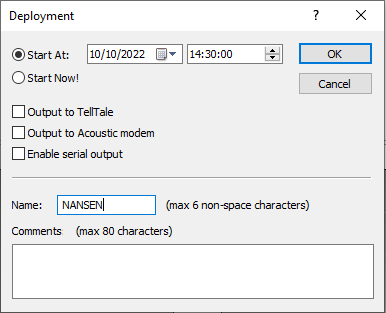 Deployment ? ×
Start At: 10/10/2022 14:30:00 OK
Start Now! Cancel
Output to TellTale
Output to Acoustic modem
Enable serial output
Name: NANSEN (max 6 non-space characters)
Comments (max 80 characters)